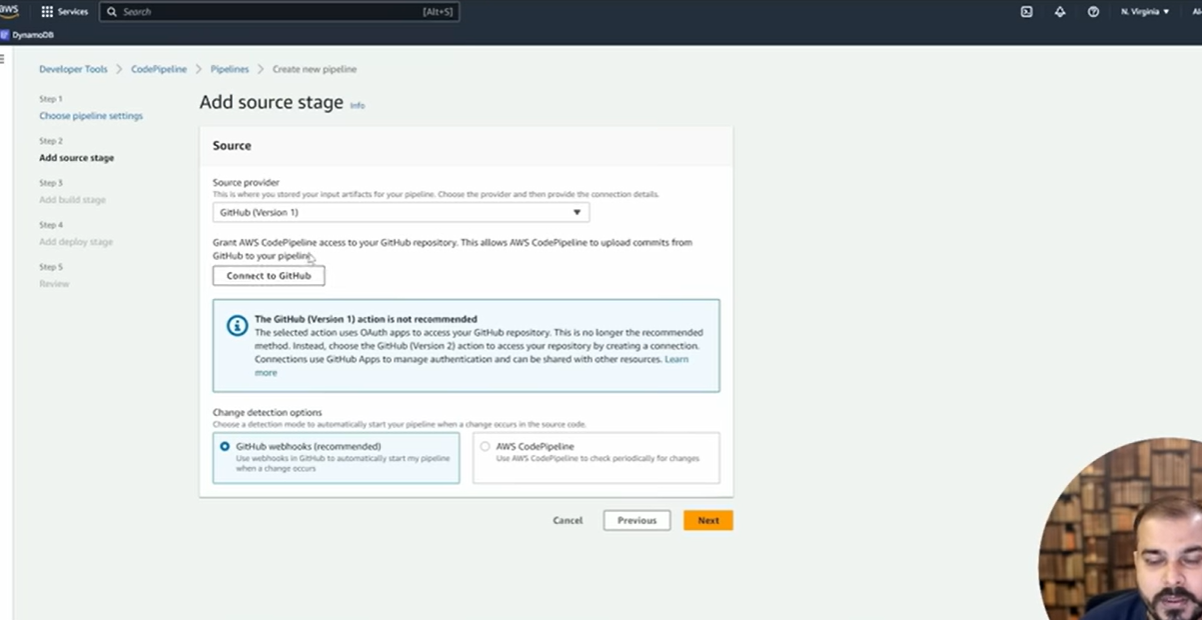 aws
Services
Search
[Alt+S]
N. Virginia
DynamoDB
Developer Tools > CodePipeline > Pipelines > Create new pipeline
Step 1
Choose pipeline settings
Step 2
Add source stage
Step 3
Add build stage
Step 4
Add deploy stage
Step 5
Review
Add source stage Info
Source
Source provider
This is where you stored your input artifacts for your pipeline. Choose the provider and then provide the connection details.
GitHub (Version 1)
Grant AWS CodePipeline access to your GitHub repository. This allows AWS CodePipeline to upload commits from
GitHub to your pipeline.
Connect to GitHub
The GitHub (Version 1) action is not recommended
The selected action uses OAuth apps to access your GitHub repository. This is no longer the recommended
method. Instead, choose the GitHub (Version 2) action to access your repository by creating a connection.
Connections use GitHub Apps to manage authentication and can be shared with other resources. Learn
more
Change detection options
Choose a detection mode to automatically start your pipeline when a change occurs in the source code.
GitHub webhooks (recommended)
Use webhooks in GitHub to automatically start my pipeline
when a change occurs
AWS CodePipeline
Use AWS CodePipeline to check periodically for changes
Cancel
Previous
Next